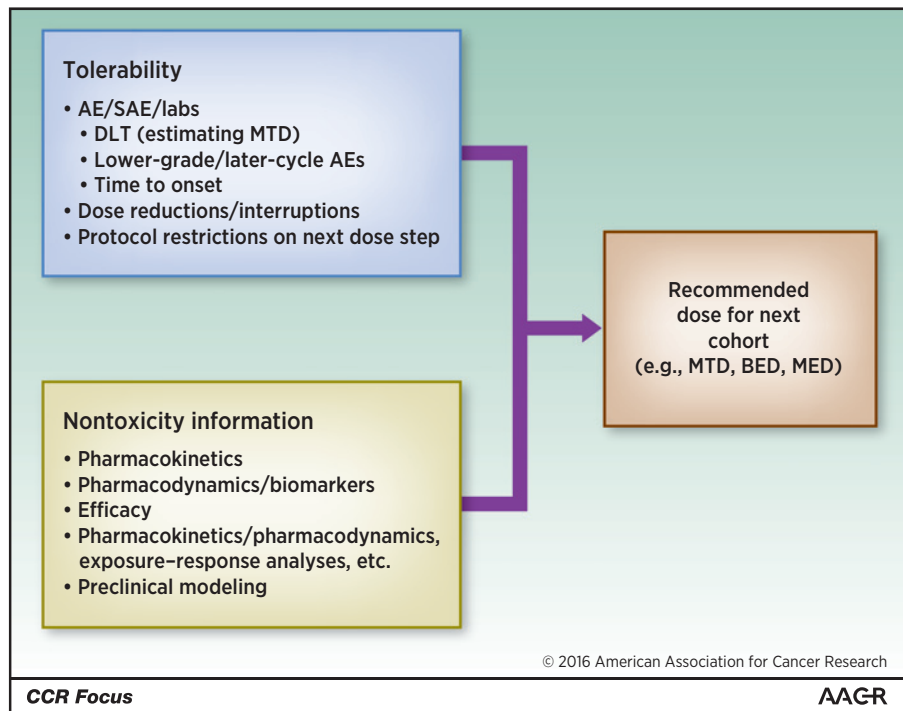 Tolerability
• AE/SAE/labs
• DLT (estimating MTD)
• Lower-grade/later-cycle AEs
• Time to onset
• Dose reductions/interruptions
• Protocol restrictions on next dose step
Nontoxicity information
• Pharmacokinetics
• Pharmacodynamics/biomarkers
• Efficacy
• Pharmacokinetics/pharmacodynamics,
exposure–response analyses, etc.
• Preclinical modeling
Recommended
dose for next
cohort
(e.g., MTD, BED, MED)
© 2016 American Association for Cancer Research
CCR Focus
AACR